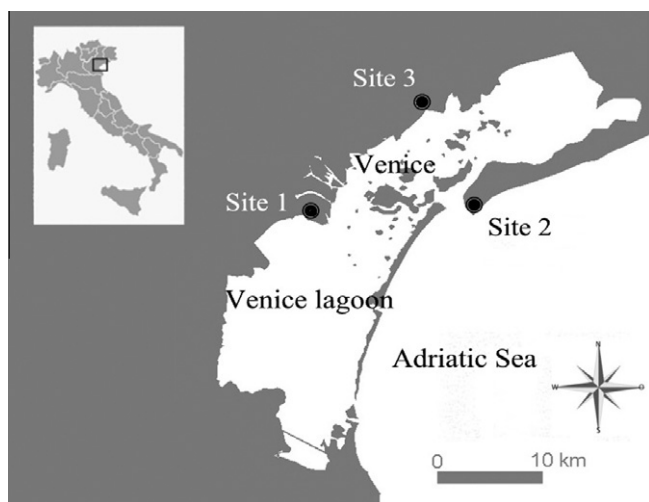 Site 3
Venice
Site 1
Site 2
Venice lagoon
Adriatic Sea
N
W
O
S
0 10 km